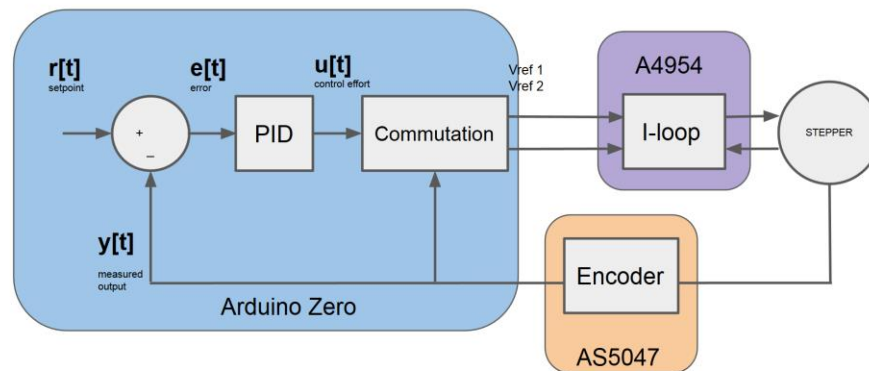 r[t]
setpoint
e[t]
error
u[t]
control effort
Vref 1
Vref 2
A4954
+
−
PID
Commutation
I-loop
STEPPER
y[t]
measured
output
Arduino Zero
Encoder
AS5047